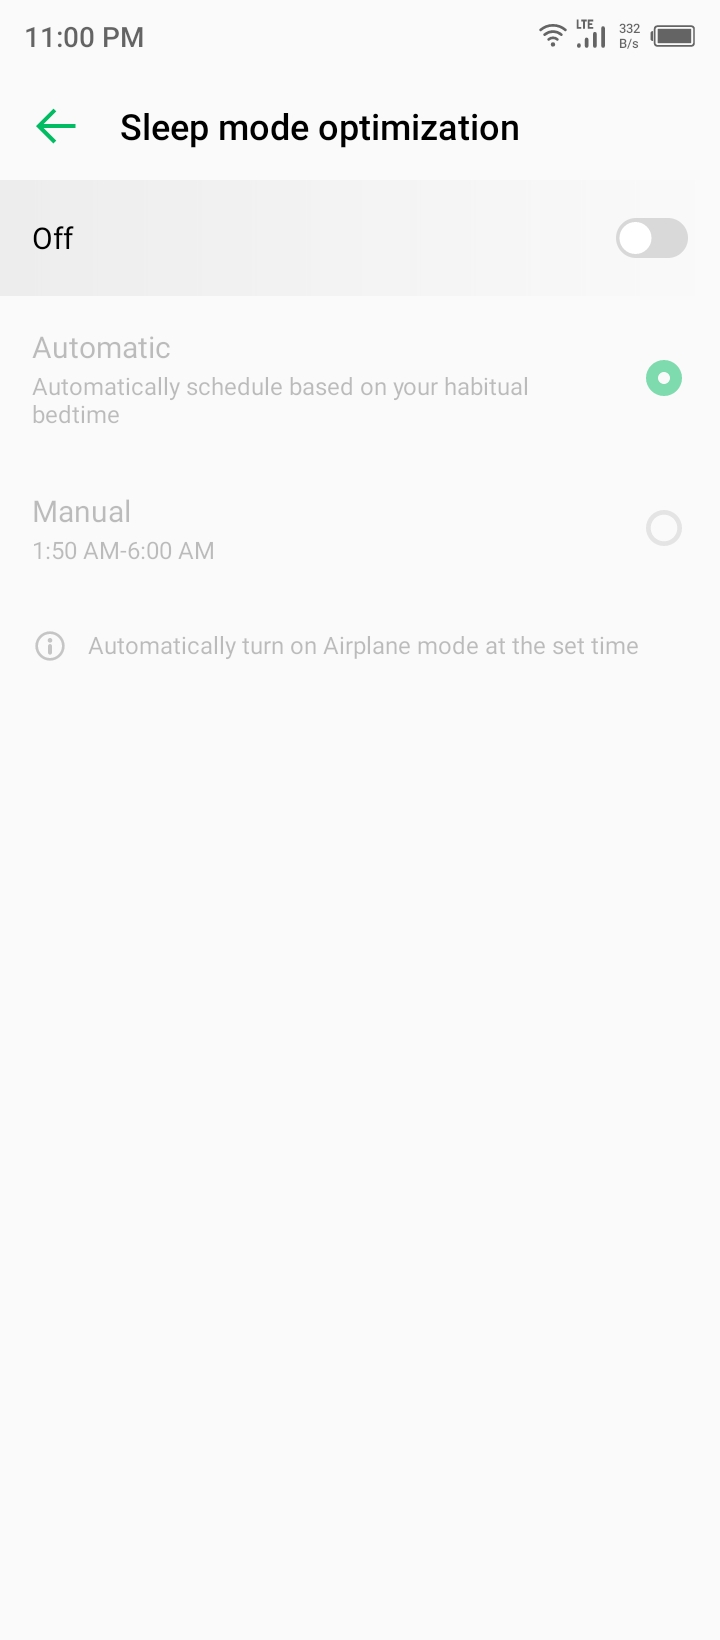 11:00 PM
LTE
332
B/s
Sleep mode optimization
Off
Automatic
Automatically schedule based on your habitual
bedtime
Manual
1:50 AM-6:00 AM
Automatically turn on Airplane mode at the set time